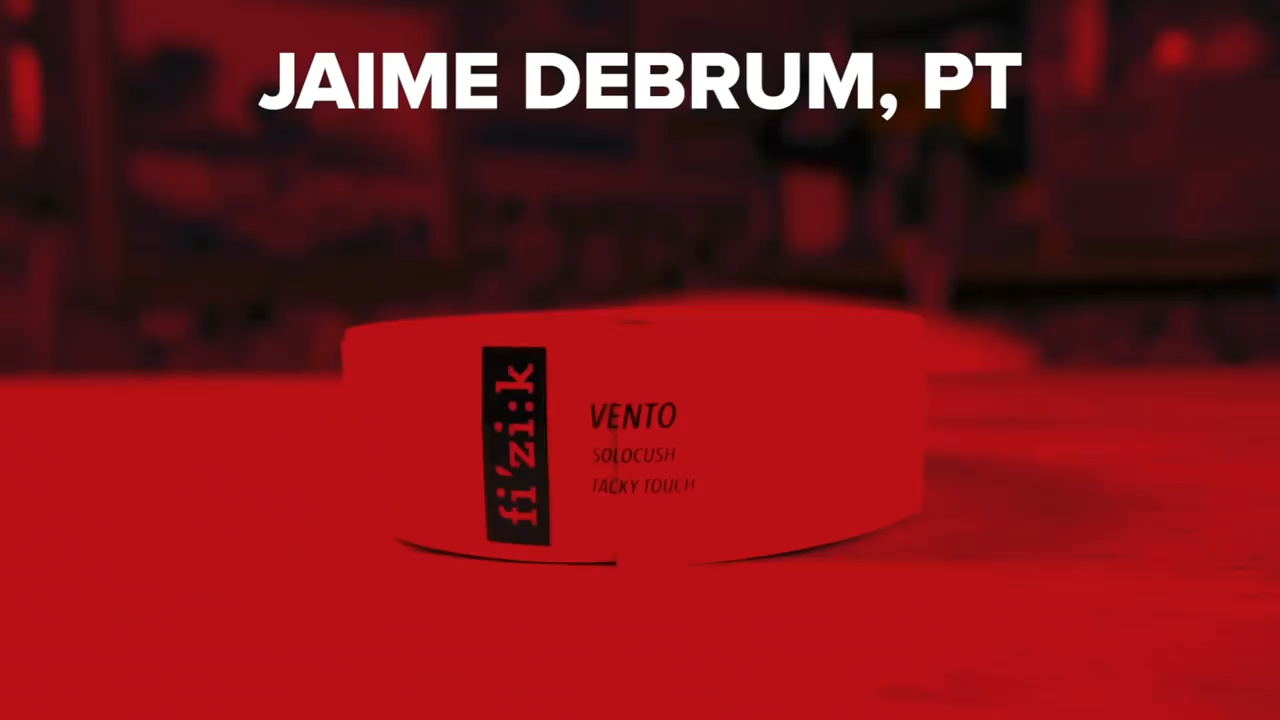 JAIME DEBRUM, PT
fi'zi:k
VENTO
SOLOCUSH
TACKY TOUCH